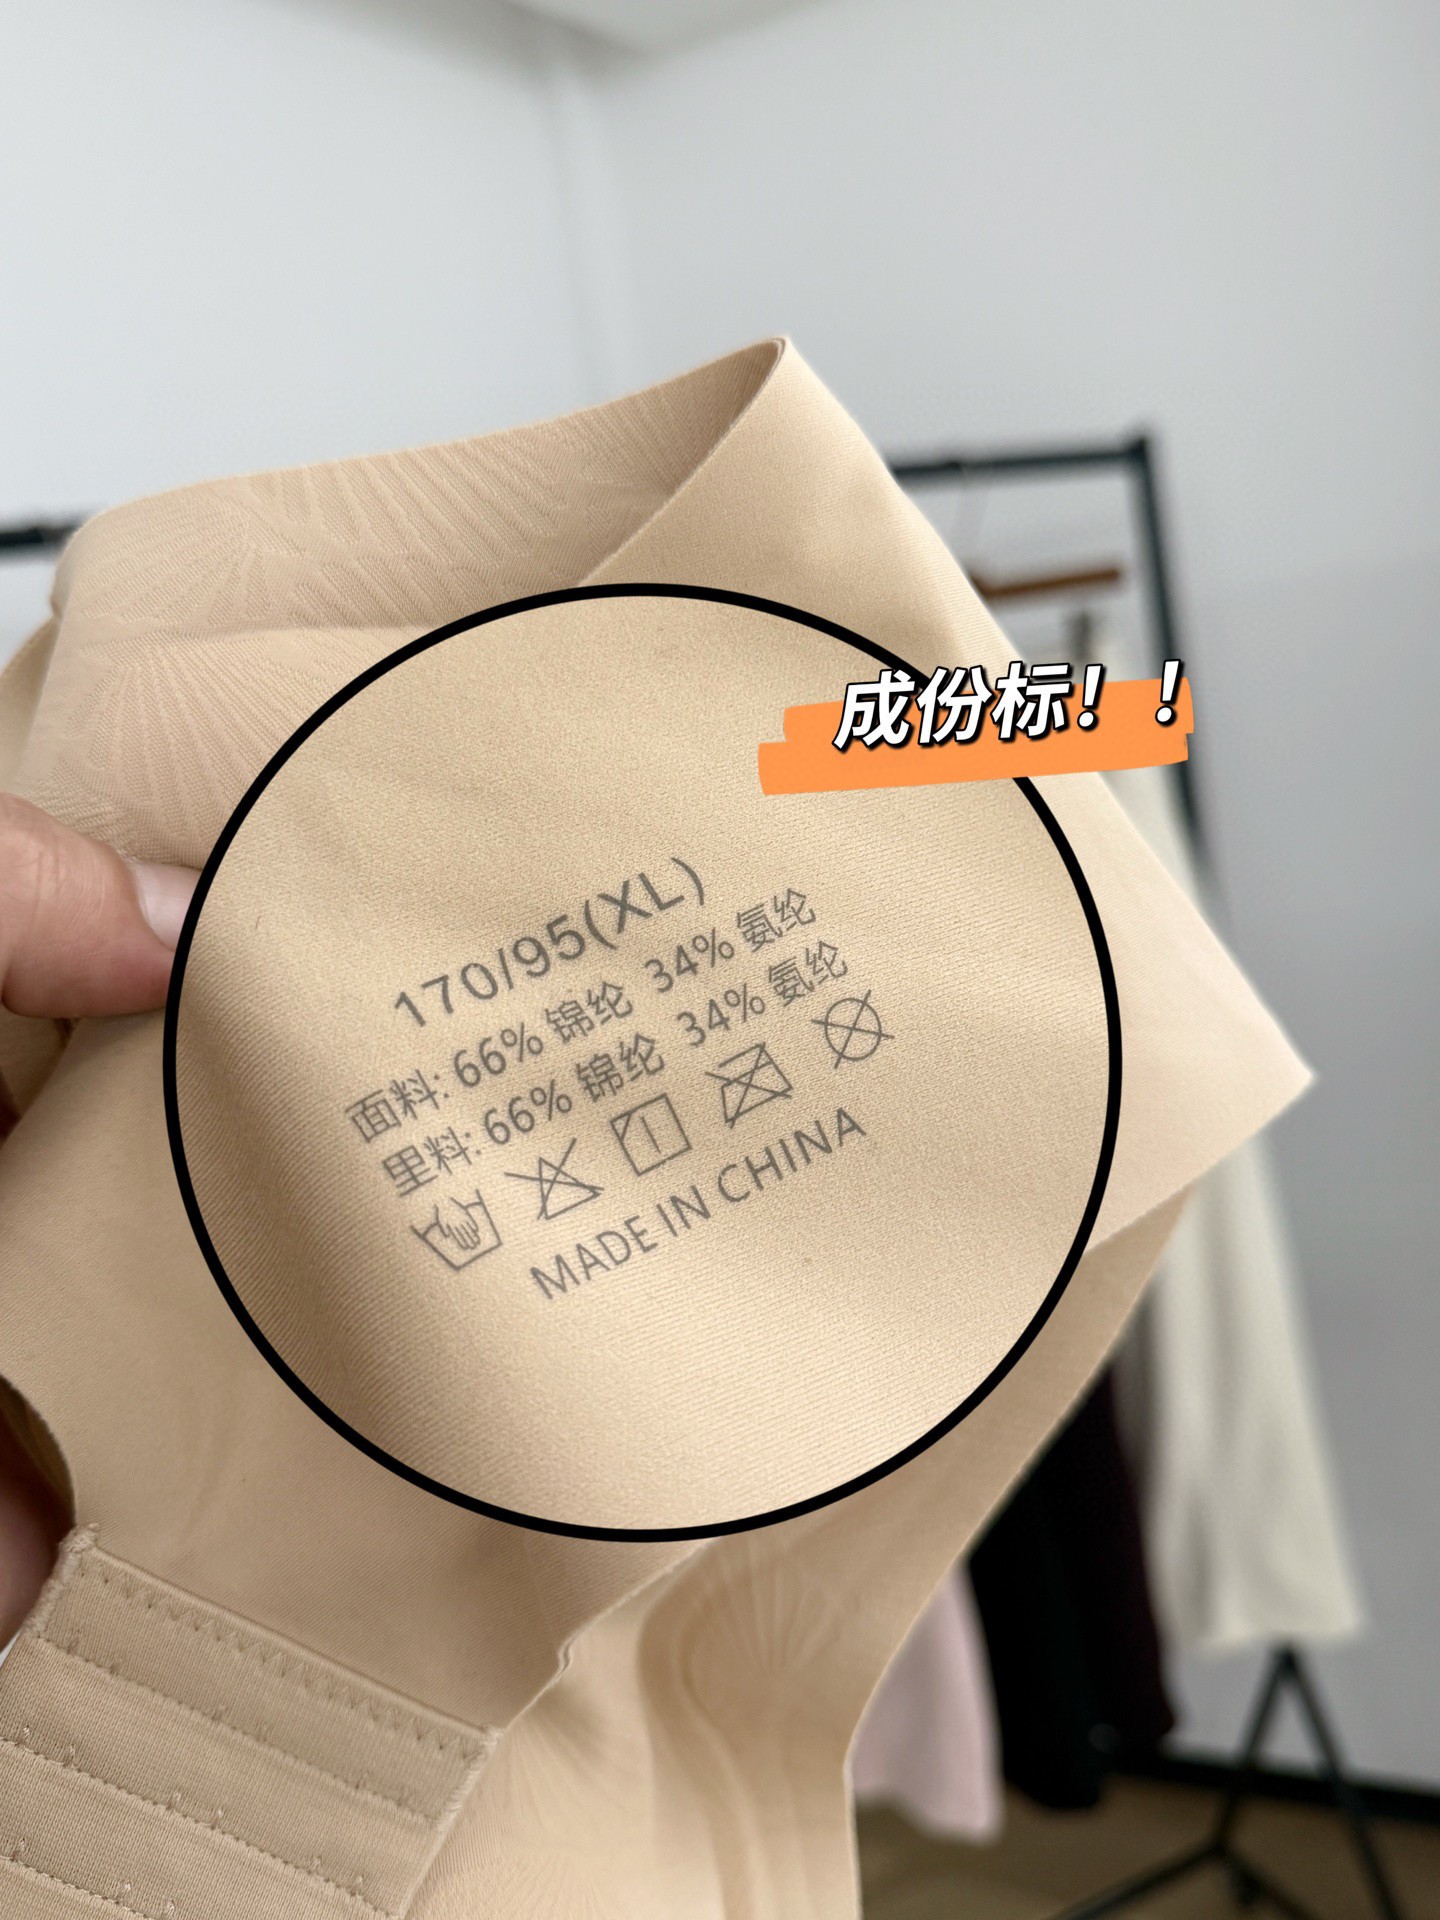 成份标！！
170/95(XL)
面料: 66% 锦纶 34% 氨纶
里料: 66% 锦纶 34% 氨纶
MADE IN CHINA